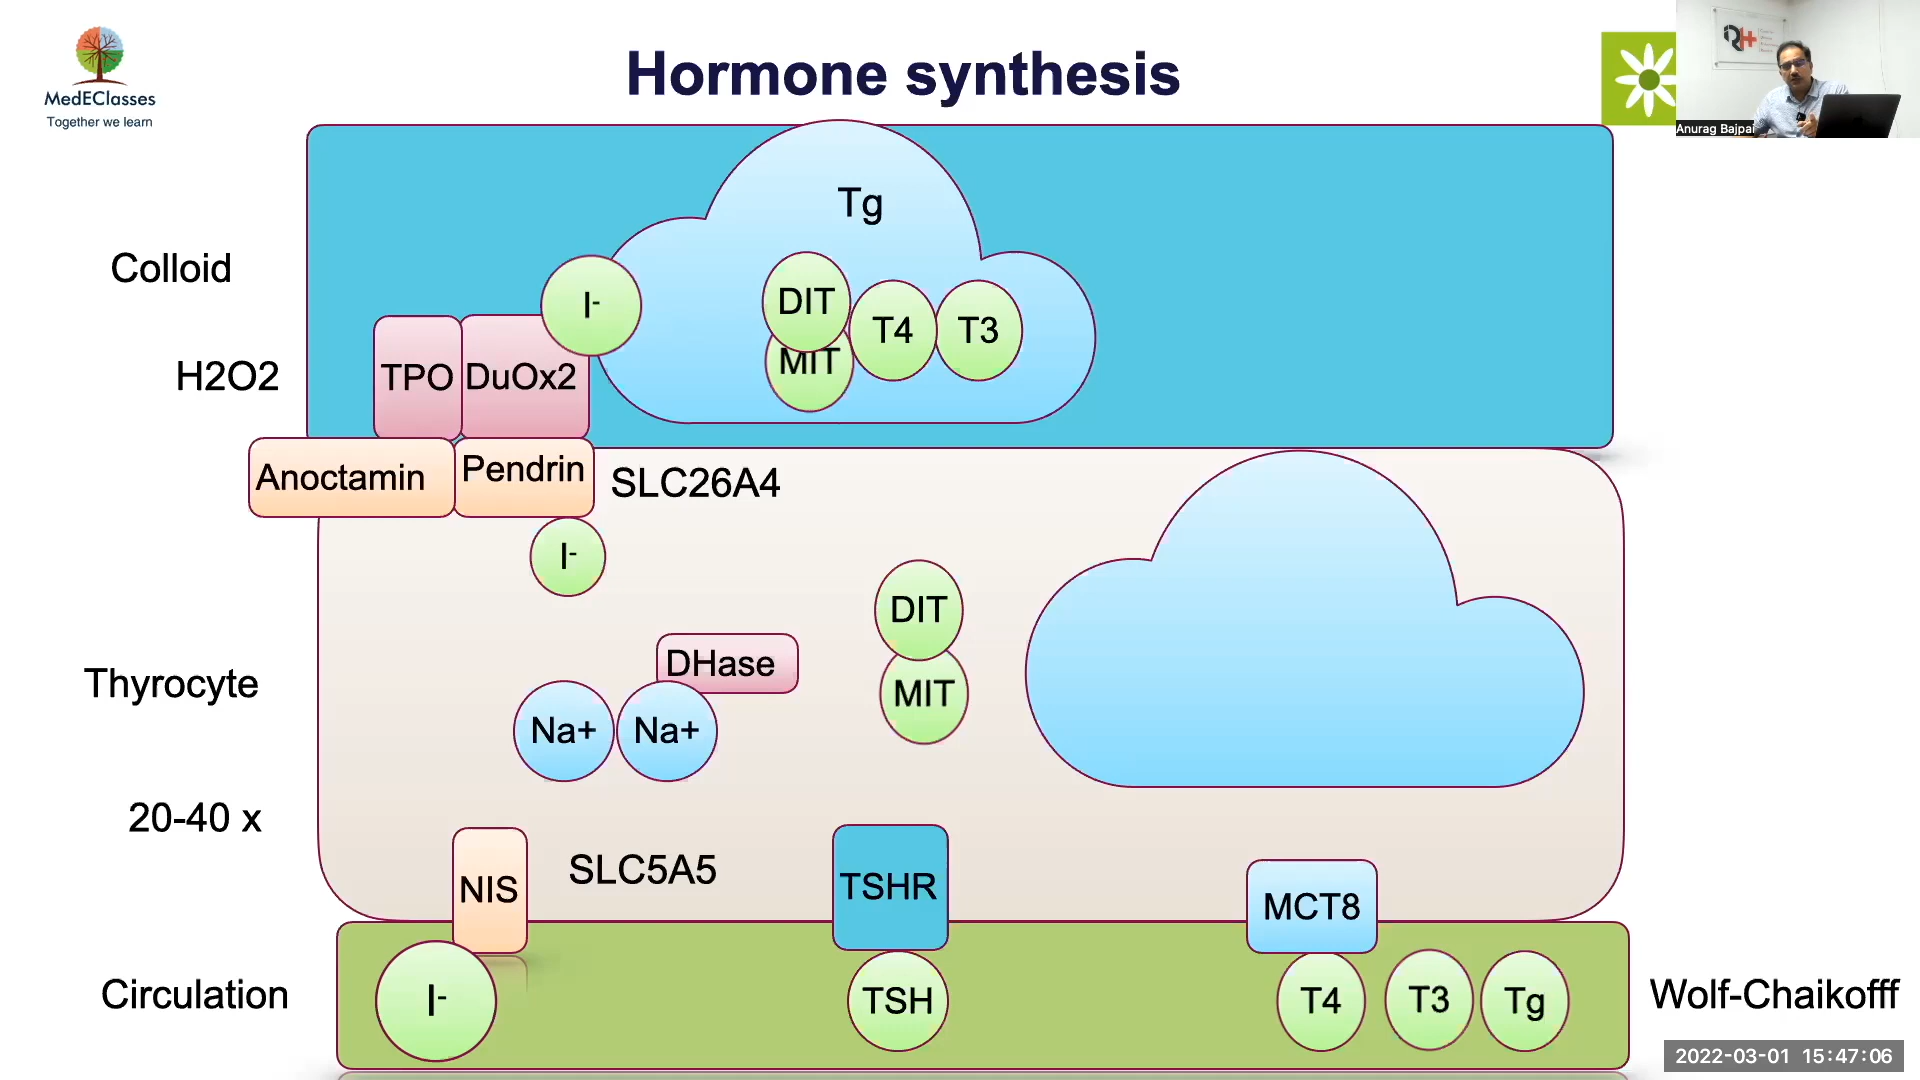 Hormone synthesis
MedEClasses
Together we learn
RH+
Anurag Bajpai
Tg
Colloid
I-
DIT
T4
T3
MIT
H2O2
TPO
DuOx2
Anoctamin
Pendrin
SLC26A4
I-
DIT
DHase
MIT
Thyrocyte
Na+
Na+
20-40 x
NIS
SLC5A5
TSHR
MCT8
Circulation
I-
TSH
T4
T3
Tg
Wolf-Chaikofff
2022-03-01 15:47:06